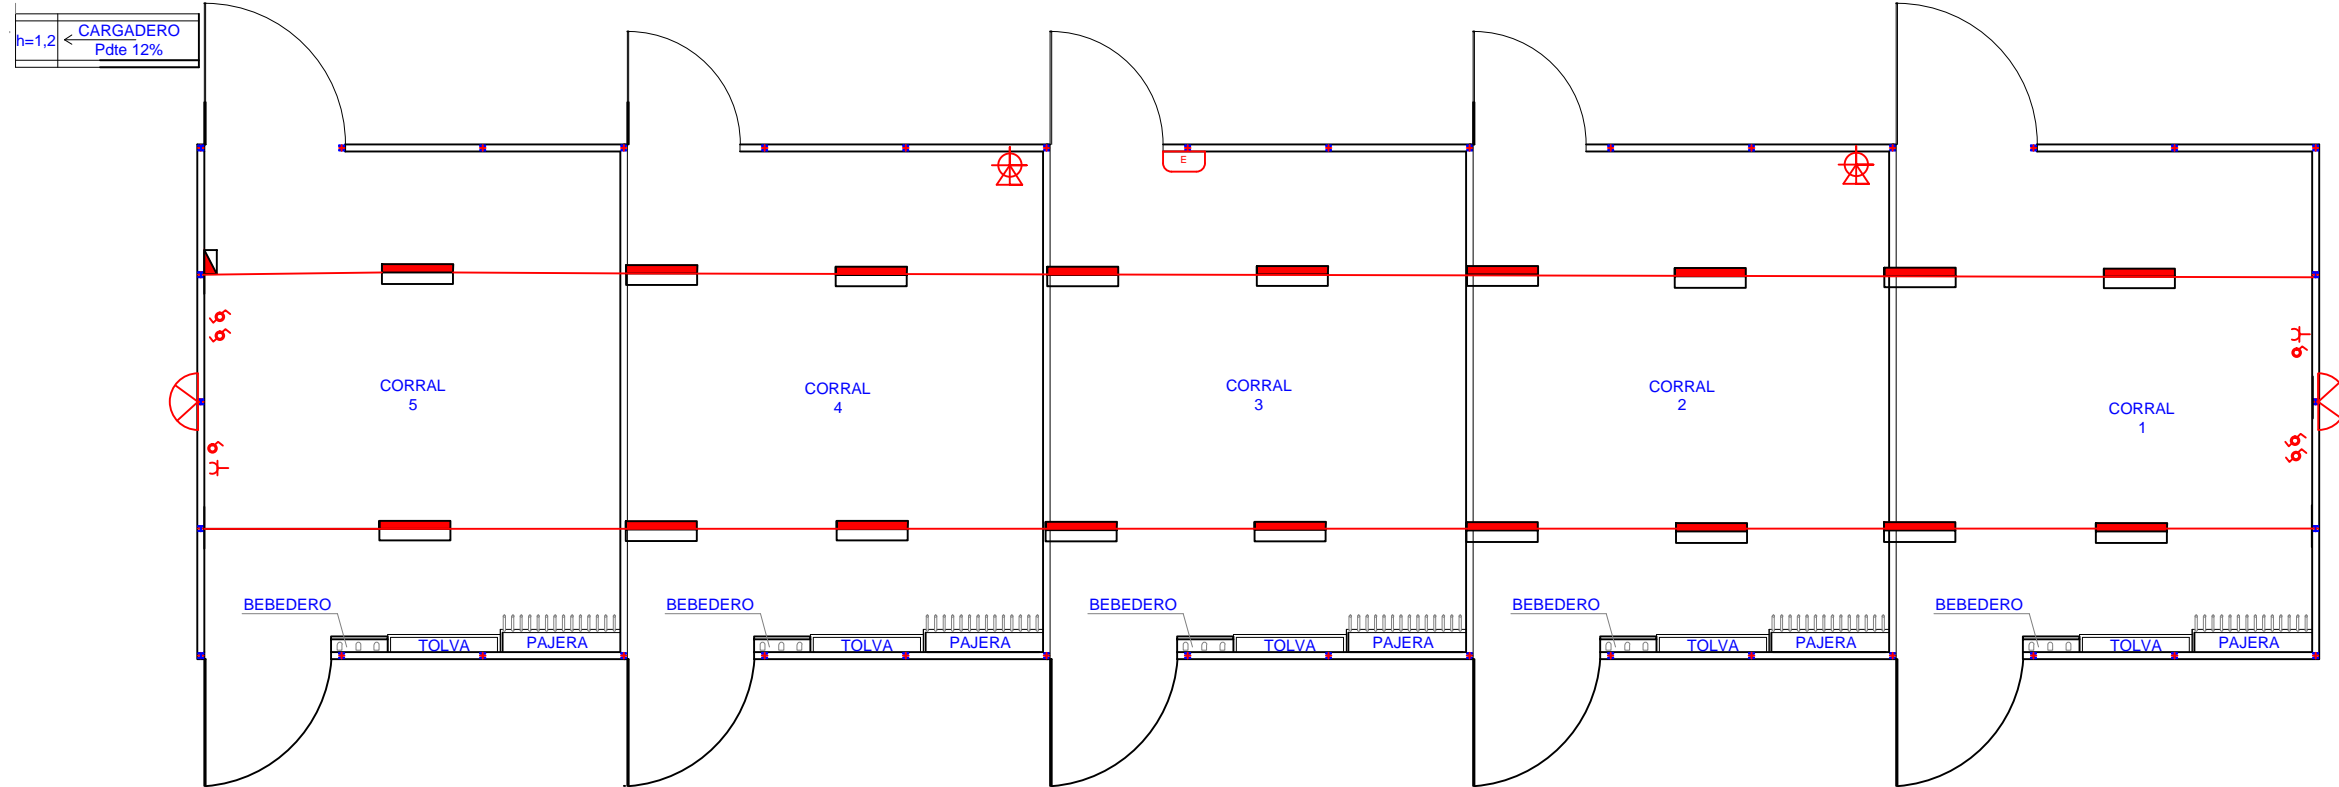 CARGADERO
h=1,2
Pdte 12%
E
CORRAL
5
CORRAL
4
CORRAL
3
CORRAL
2
CORRAL
1
BEBEDERO
BEBEDERO
BEBEDERO
BEBEDERO
BEBEDERO
TOLVA
PAJERA
TOLVA
PAJERA
TOLVA
PAJERA
TOLVA
PAJERA
TOLVA
PAJERA